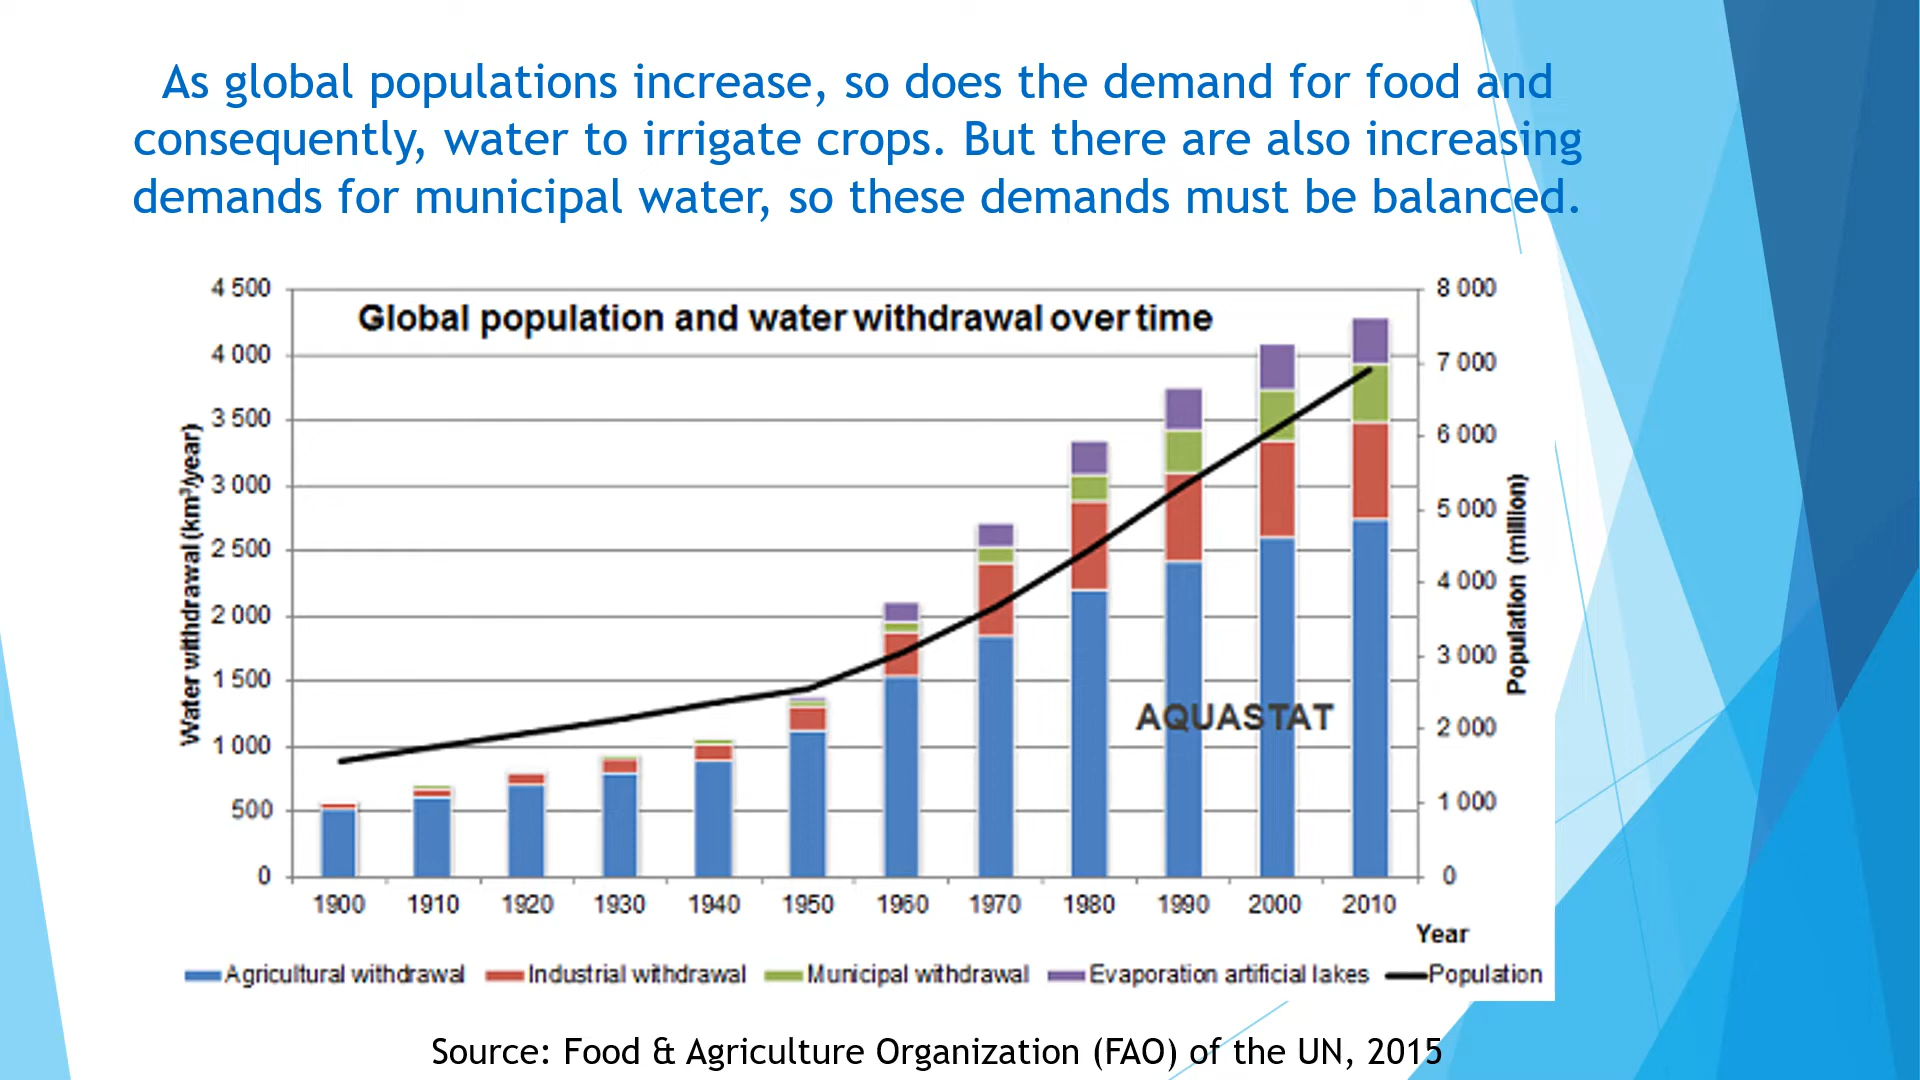 As global populations increase, so does the demand for food and
consequently, water to irrigate crops. But there are also increasing
demands for municipal water, so these demands must be balanced.
Global population and water withdrawal over time
Water withdrawal (km³/year)
4 500
4 000
3 500
3 000
2 500
2 000
1 500
1 000
500
0
8 000
7 000
6 000
5 000
4 000
3 000
2 000
1 000
0
Population (million)
AQUASTAT
1900 1910 1920 1930 1940 1950 1960 1970 1980 1990 2000 2010
Year
Agricultural withdrawal Industrial withdrawal Municipal withdrawal Evaporation artificial lakes Population
Source: Food & Agriculture Organization (FAO) of the UN, 2015